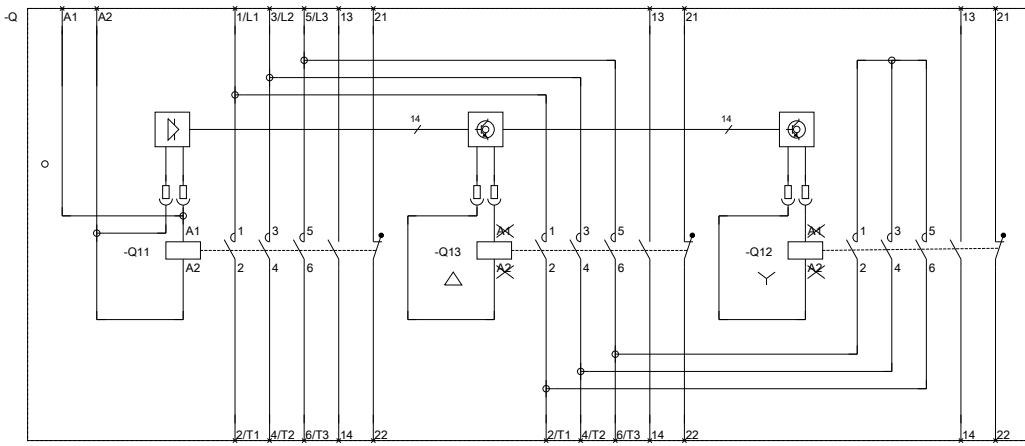 -Q A1 A2 1/L1 3/L2 5/L3 13 21 13 21 13 21
14 14
A1 1 3 5 A1 1 3 5 A1 1 3 5
-Q11 -Q13 -Q12
A2 2 4 6 A2 2 4 6 A2 2 4 6
2/T1 4/T2 6/T3 14 22 2/T1 4/T2 6/T3 14 22 14 22